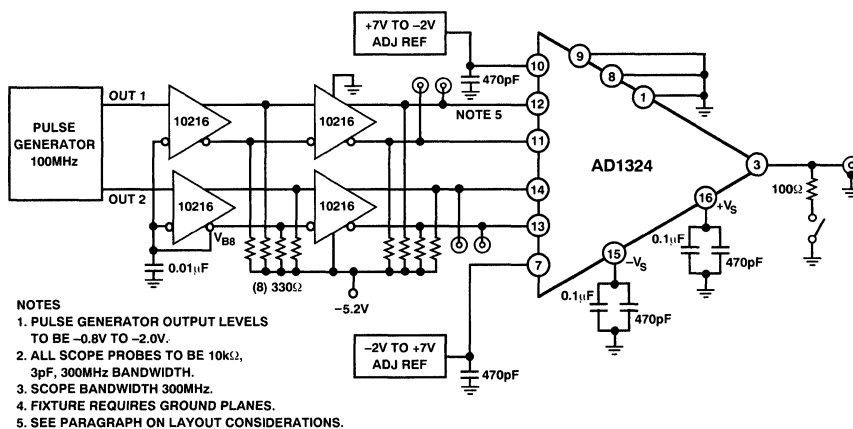 +7V TO –2V
ADJ REF
470pF
10
12
11
14
13
7
9
8
1
AD1324
3
100Ω
16
+VS
0.1µF
470pF
15
–VS
0.1µF
470pF
PULSE
GENERATOR
100MHz
OUT 1
OUT 2
10216
10216
10216
10216
NOTE 5
VB8
0.01µF
(8) 330Ω
–5.2V
–2V TO +7V
ADJ REF
470pF
NOTES
1. PULSE GENERATOR OUTPUT LEVELS
TO BE –0.8V TO –2.0V.
2. ALL SCOPE PROBES TO BE 10kΩ,
3pF, 300MHz BANDWIDTH.
3. SCOPE BANDWIDTH 300MHz.
4. FIXTURE REQUIRES GROUND PLANES.
5. SEE PARAGRAPH ON LAYOUT CONSIDERATIONS.